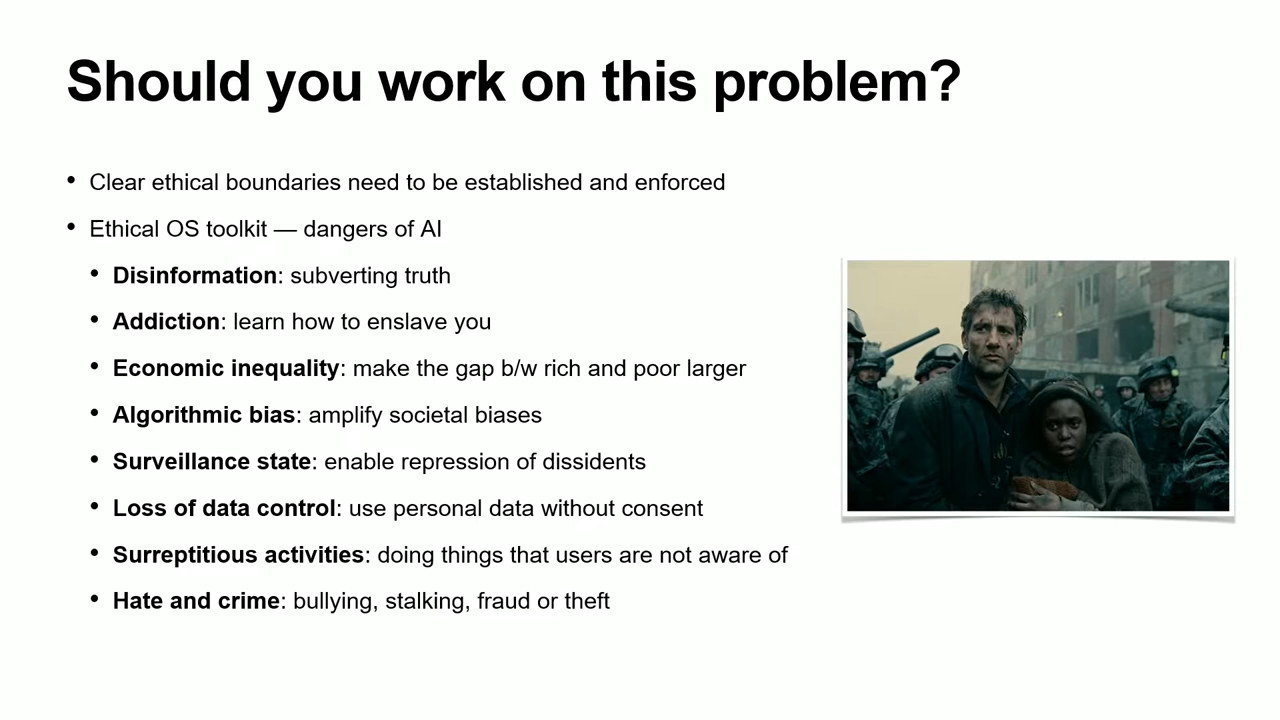 Should you work on this problem?
• Clear ethical boundaries need to be established and enforced
• Ethical OS toolkit — dangers of AI
• Disinformation: subverting truth
• Addiction: learn how to enslave you
• Economic inequality: make the gap b/w rich and poor larger
• Algorithmic bias: amplify societal biases
• Surveillance state: enable repression of dissidents
• Loss of data control: use personal data without consent
• Surreptitious activities: doing things that users are not aware of
• Hate and crime: bullying, stalking, fraud or theft